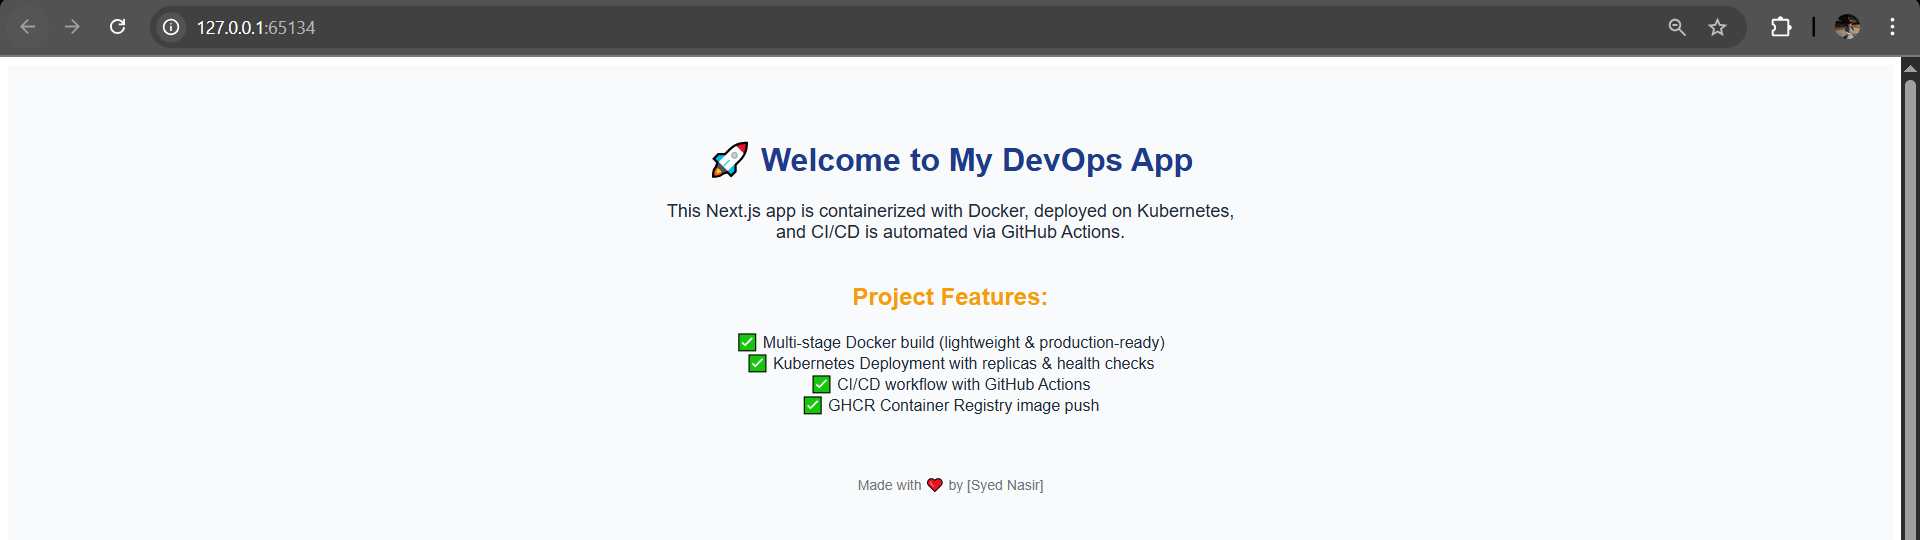 127.0.0.1:65134
🚀 Welcome to My DevOps App
This Next.js app is containerized with Docker, deployed on Kubernetes,
and CI/CD is automated via GitHub Actions.
Project Features:
✅ Multi-stage Docker build (lightweight & production-ready)
✅ Kubernetes Deployment with replicas & health checks
✅ CI/CD workflow with GitHub Actions
✅ GHCR Container Registry image push
Made with ❤️ by [Syed Nasir]